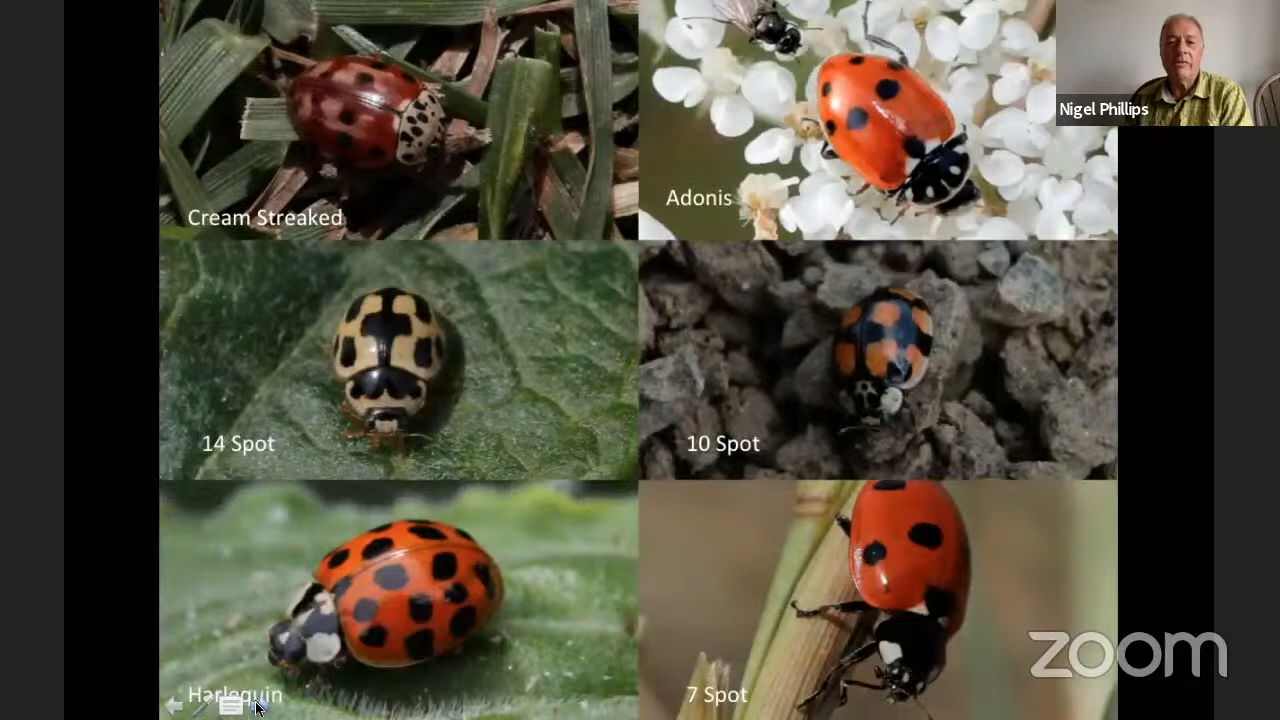 Nigel Phillips
Cream Streaked
Adonis
14 Spot
10 Spot
Harlequin
7 Spot
zoom